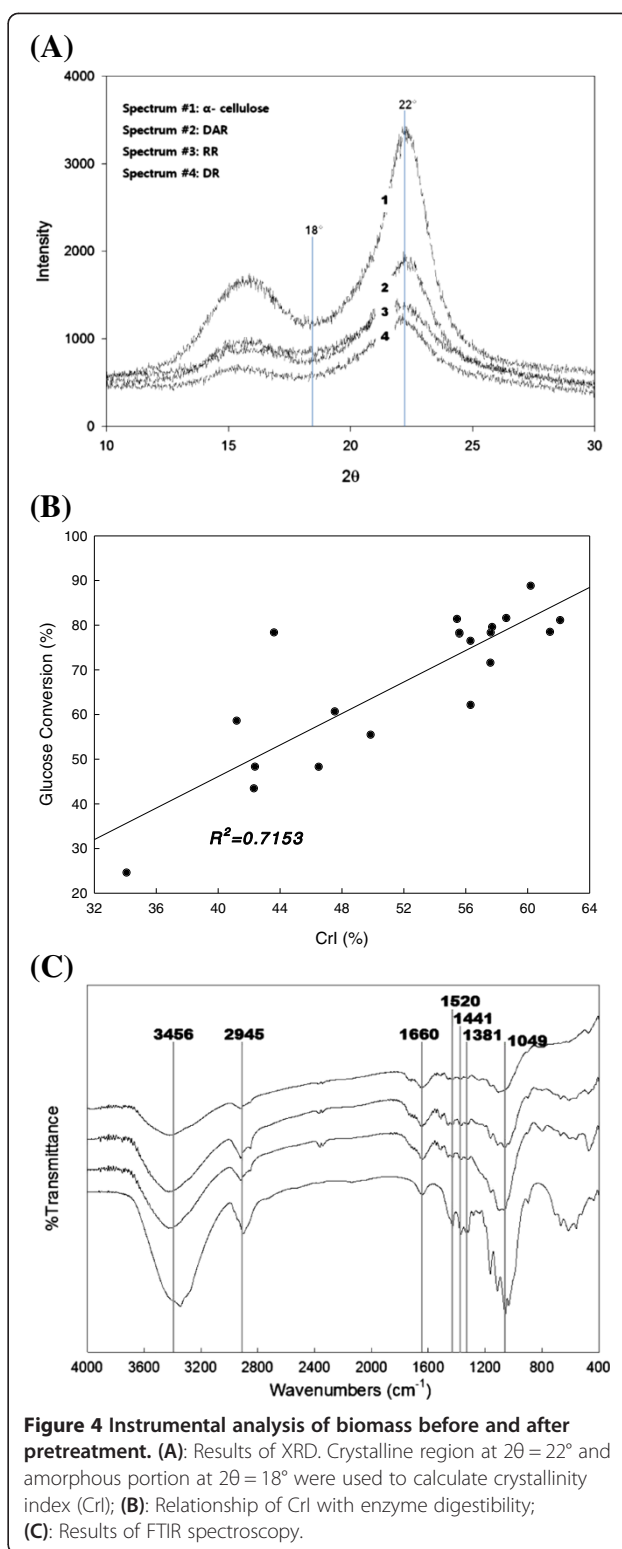 (A)
4000
3000
2000
1000
0
Intensity
Spectrum #1: α- cellulose
Spectrum #2: DAR
Spectrum #3: RR
Spectrum #4: DR
18°
22°
1
2
3
4
10 15 20 25 30
2θ
(B)
100
90
80
70
60
50
40
30
20
Glucose Conversion (%)
R²=0.7153
32 36 40 44 48 52 56 60 64
CrI (%)
(C)
3456 2945 1660 1520 1441 1381 1049
%Transmittance
4000 3600 3200 2800 2400 2000 1600 1200 800 400
Wavenumbers (cm⁻¹)
Figure 4 Instrumental analysis of biomass before and after
pretreatment. (A): Results of XRD. Crystalline region at 2θ = 22° and
amorphous portion at 2θ = 18° were used to calculate crystallinity
index (CrI); (B): Relationship of CrI with enzyme digestibility;
(C): Results of FTIR spectroscopy.